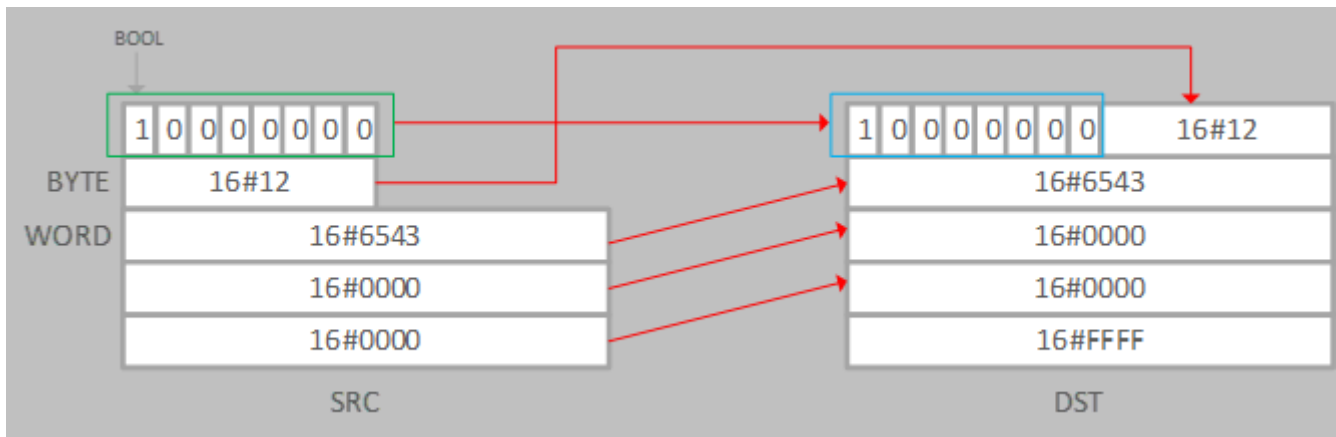 BOOL
1 0 0 0 0 0 0 0 1 0 0 0 0 0 0 0 16#12
BYTE 16#12 16#6543
WORD 16#6543 16#0000
16#0000 16#0000
16#0000 16#FFFF
SRC DST